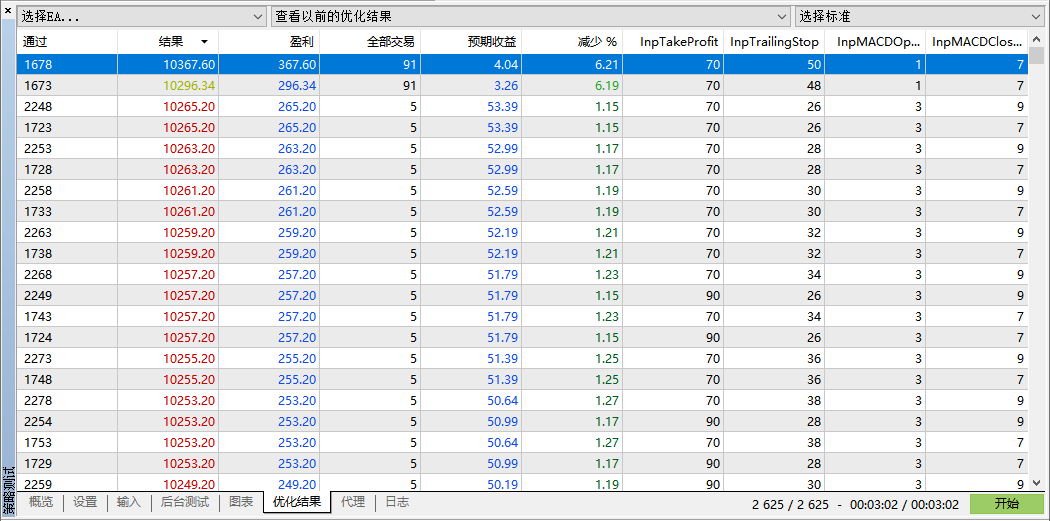 选择EA... 查看以前的优化结果 选择标准
通过 结果 盈利 全部交易 预期收益 减少 % InpTakeProfit InpTrailingStop InpMACDOp... InpMACDClos...
1678 10367.60 367.60 91 4.04 6.21 70 50 1 7
1673 10296.34 296.34 91 3.26 6.19 70 48 1 7
2248 10265.20 265.20 5 53.39 1.15 70 26 3 9
1723 10265.20 265.20 5 53.39 1.15 70 26 3 7
2253 10263.20 263.20 5 52.99 1.17 70 28 3 9
1728 10263.20 263.20 5 52.99 1.17 70 28 3 7
2258 10261.20 261.20 5 52.59 1.19 70 30 3 9
1733 10261.20 261.20 5 52.59 1.19 70 30 3 7
2263 10259.20 259.20 5 52.19 1.21 70 32 3 9
1738 10259.20 259.20 5 52.19 1.21 70 32 3 7
2268 10257.20 257.20 5 51.79 1.23 70 34 3 9
2249 10257.20 257.20 5 51.79 1.15 90 26 3 9
1743 10257.20 257.20 5 51.79 1.23 70 34 3 7
1724 10257.20 257.20 5 51.79 1.15 90 26 3 7
2273 10255.20 255.20 5 51.39 1.25 70 36 3 9
1748 10255.20 255.20 5 51.39 1.25 70 36 3 7
2278 10253.20 253.20 5 50.64 1.27 70 38 3 9
2254 10253.20 253.20 5 50.99 1.17 90 28 3 9
1753 10253.20 253.20 5 50.64 1.27 70 38 3 7
1729 10253.20 253.20 5 50.99 1.17 90 28 3 7
2259 10249.20 249.20 5 50.19 1.19 90 30 3 9
策略测试
概览 设置 输入 后台测试 图表 优化结果 代理 日志 2 625 / 2 625 - 00:03:02 / 00:03:02 开始